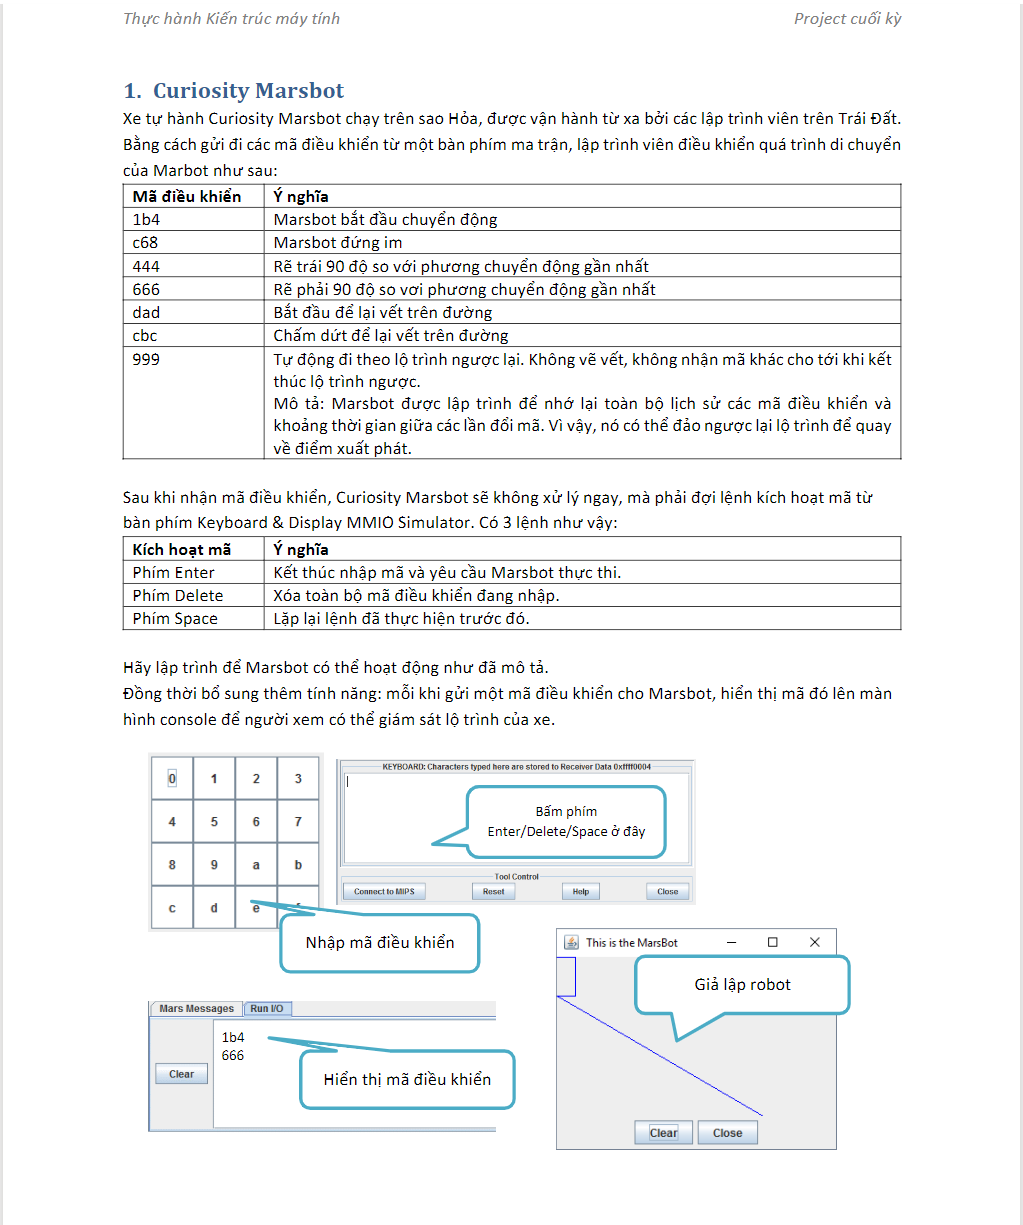 Thực hành Kiến trúc máy tính Project cuối kỳ
1. Curiosity Marsbot
Xe tự hành Curiosity Marsbot chạy trên sao Hỏa, được vận hành từ xa bởi các lập trình viên trên Trái Đất.
Bằng cách gửi đi các mã điều khiển từ một bàn phím ma trận, lập trình viên điều khiển quá trình di chuyển
của Marbot như sau:
Mã điều khiển Ý nghĩa
1b4 Marsbot bắt đầu chuyển động
c68 Marsbot đứng im
444 Rẽ trái 90 độ so với phương chuyển động gần nhất
666 Rẽ phải 90 độ so vơi phương chuyển động gần nhất
dad Bắt đầu để lại vết trên đường
cbc Chấm dứt để lại vết trên đường
999 Tự động đi theo lộ trình ngược lại. Không vẽ vết, không nhận mã khác cho tới khi kết
thúc lộ trình ngược.
Mô tả: Marsbot được lập trình để nhớ lại toàn bộ lịch sử các mã điều khiển và
khoảng thời gian giữa các lần đổi mã. Vì vậy, nó có thể đảo ngược lại lộ trình để quay
về điểm xuất phát.
Sau khi nhận mã điều khiển, Curiosity Marsbot sẽ không xử lý ngay, mà phải đợi lệnh kích hoạt mã từ
bàn phím Keyboard & Display MMIO Simulator. Có 3 lệnh như vậy:
Kích hoạt mã Ý nghĩa
Phím Enter Kết thúc nhập mã và yêu cầu Marsbot thực thi.
Phím Delete Xóa toàn bộ mã điều khiển đang nhập.
Phím Space Lặp lại lệnh đã thực hiện trước đó.
Hãy lập trình để Marsbot có thể hoạt động như đã mô tả.
Đồng thời bổ sung thêm tính năng: mỗi khi gửi một mã điều khiển cho Marsbot, hiển thị mã đó lên màn
hình console để người xem có thể giám sát lộ trình của xe.
0 1 2 3
4 5 6 7
8 9 a b
c d e
KEYBOARD: Characters typed here are stored to Receiver Data 0xffff0004
Bấm phím
Enter/Delete/Space ở đây
Tool Control
Connect to MIPS Reset Help Close
Nhập mã điều khiển
This is the MarsBot
Giả lập robot
Clear Close
Mars Messages Run I/O
1b4
666
Clear
Hiển thị mã điều khiển